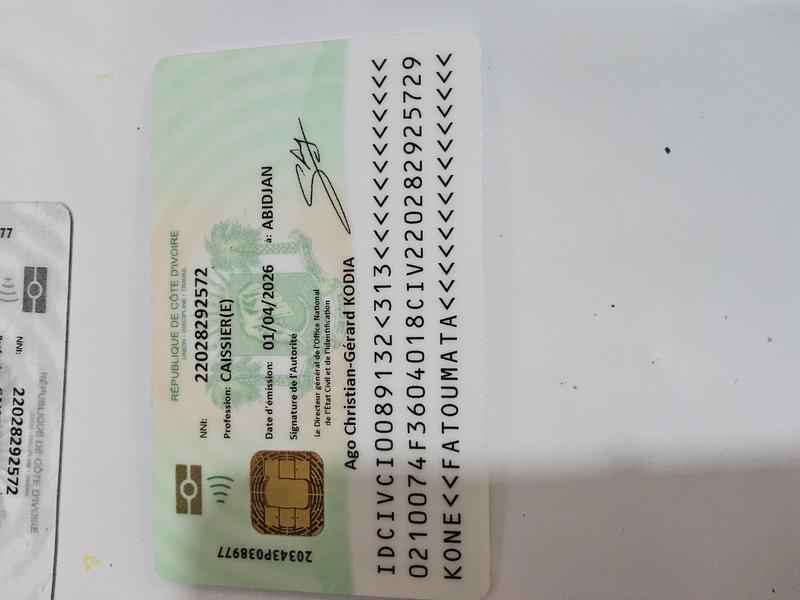 RÉPUBLIQUE DE CÔTE D'IVOIRE
UNION - DISCIPLINE - TRAVAIL
NNI: 22028292572
Profession: CAISSIER(E)
Date d'émission: 01/04/2026 à: ABIDJAN
Signature de l'Autorité
Le Directeur général de l'Office National
de l'État Civil et de l'Identification
Ago Christian-Gérard KODIA
20343P038977
IDCIVCI0089132<313<<<<<<<<<<<<
0210074F3604018CIV220282925729
KONE<<FATOUMATA<<<<<<<<<<<<<<<
77
RÉPUBLIQUE DE CÔTE D'IVOIRE
NNI:
22028292572